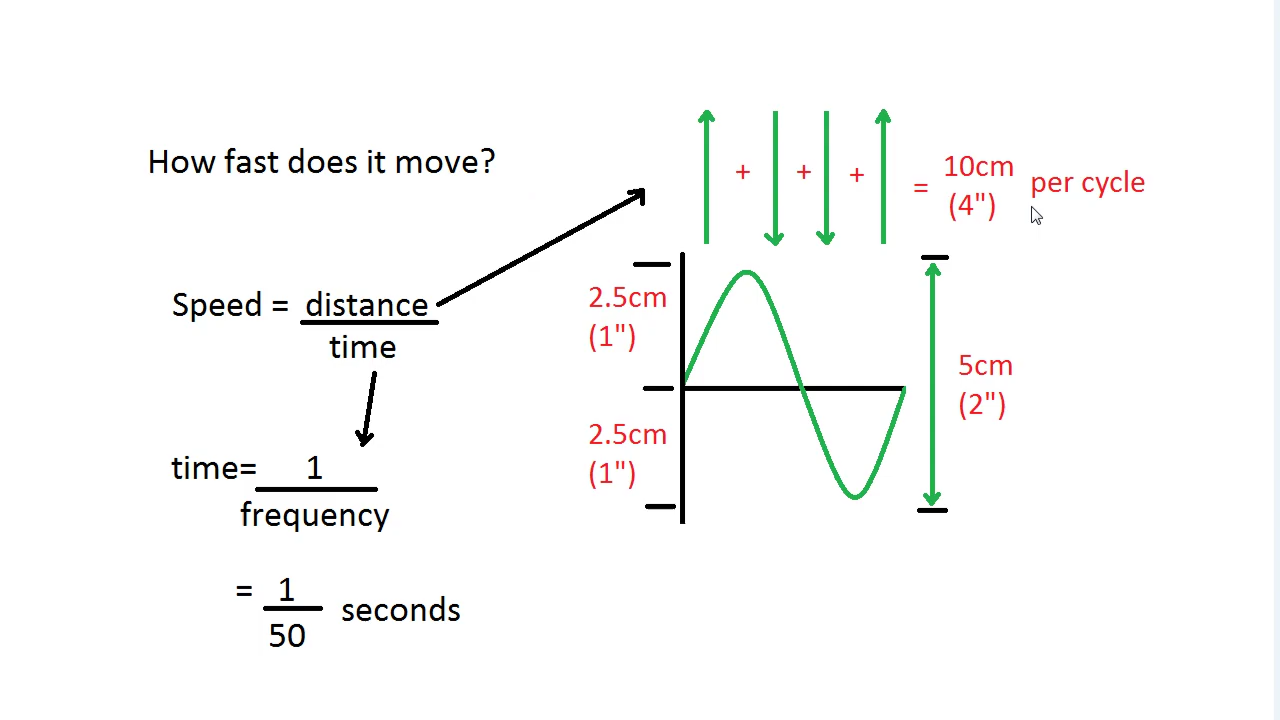 How fast does it move?
Speed = distance
time
time= 1
frequency
= 1
50
seconds
+ + + = 10cm
(4") per cycle
2.5cm
(1")
2.5cm
(1")
5cm
(2")